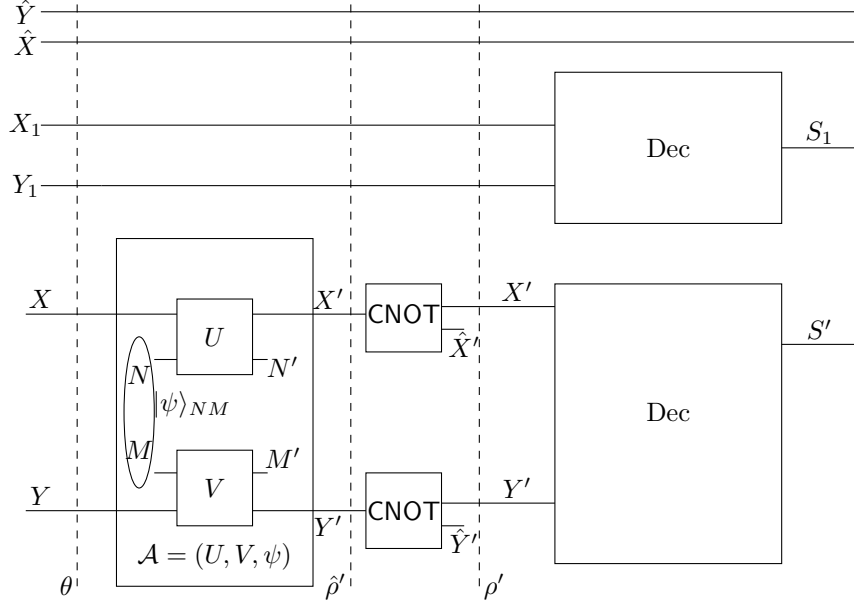 Ŷ
X̂
X₁
Dec
S₁
Y₁
X
X′
CNOT
X′
U
X̂′
S′
N
N′
|ψ⟩_NM
Dec
M
M′
Y
V
Y′
CNOT
Y′
Ŷ′
𝒜 = (U, V, ψ)
θ
ρ̂′
ρ′